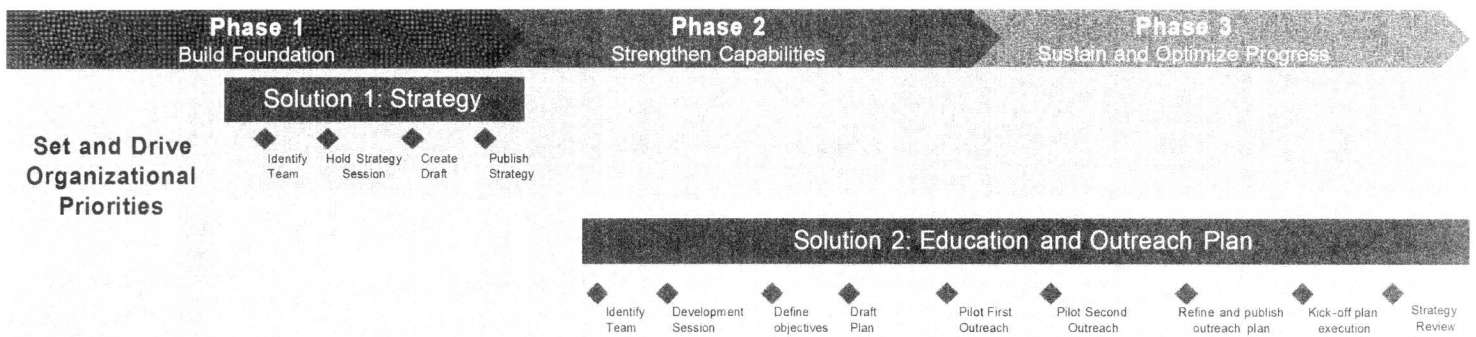 Phase 1
Build Foundation
Phase 2
Strengthen Capabilities
Phase 3
Sustain and Optimize Progress
Solution 1: Strategy
Set and Drive
Organizational
Priorities
Identify
Team
Hold Strategy
Session
Create
Draft
Publish
Strategy
Solution 2: Education and Outreach Plan
Identify
Team
Development
Session
Define
objectives
Draft
Plan
Pilot First
Outreach
Pilot Second
Outreach
Refine and publish
outreach plan
Kick-off plan
execution
Strategy
Review